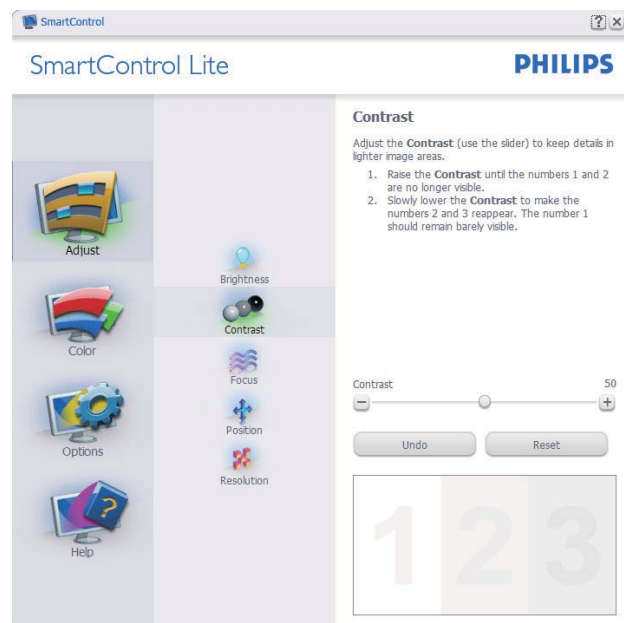 SmartControl
SmartControl Lite
PHILIPS
Adjust
Color
Options
Help
Brightness
Contrast
Focus
Position
Resolution
Contrast
Adjust the Contrast (use the slider) to keep details in
lighter image areas.
1. Raise the Contrast until the numbers 1 and 2
are no longer visible.
2. Slowly lower the Contrast to make the
numbers 2 and 3 reappear. The number 1
should remain barely visible.
Contrast 50
Undo Reset
1 2 3